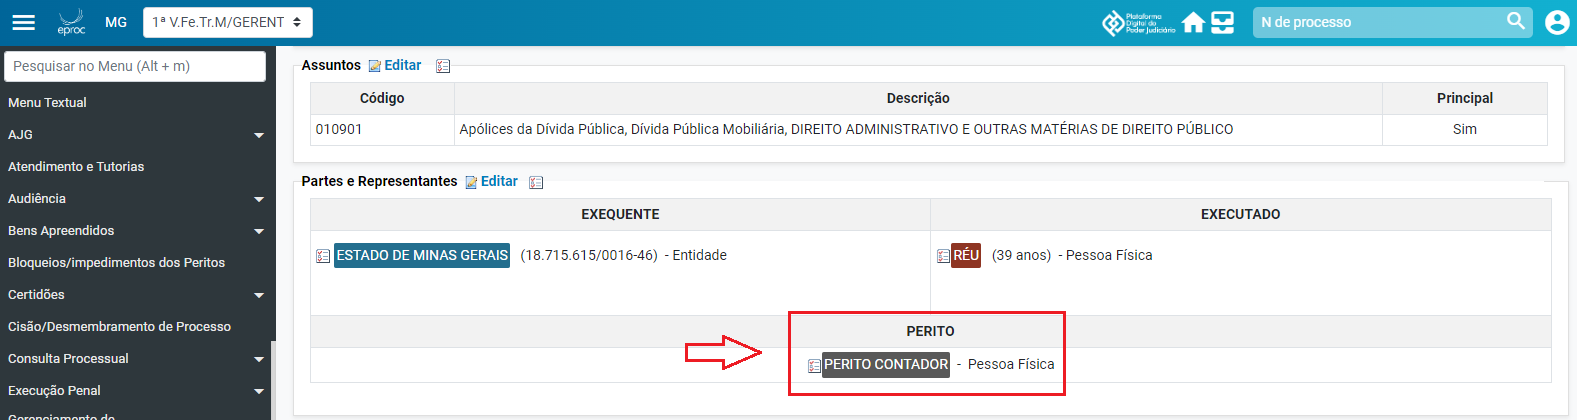 eproc MG 1ª V.Fe.Tr.M/GERENT Plataforma Digital do Poder Judiciário N de processo
Pesquisar no Menu (Alt + m)
Menu Textual
AJG
Atendimento e Tutorias
Audiência
Bens Apreendidos
Bloqueios/impedimentos dos Peritos
Certidões
Cisão/Desmembramento de Processo
Consulta Processual
Execução Penal
Gerenciamento de
Assuntos Editar
Código Descrição Principal
010901 Apólices da Dívida Pública, Dívida Pública Mobiliária, DIREITO ADMINISTRATIVO E OUTRAS MATÉRIAS DE DIREITO PÚBLICO Sim
Partes e Representantes Editar
EXEQUENTE EXECUTADO
ESTADO DE MINAS GERAIS (18.715.615/0016-46) - Entidade RÉU (39 anos) - Pessoa Física
PERITO
PERITO CONTADOR - Pessoa Física